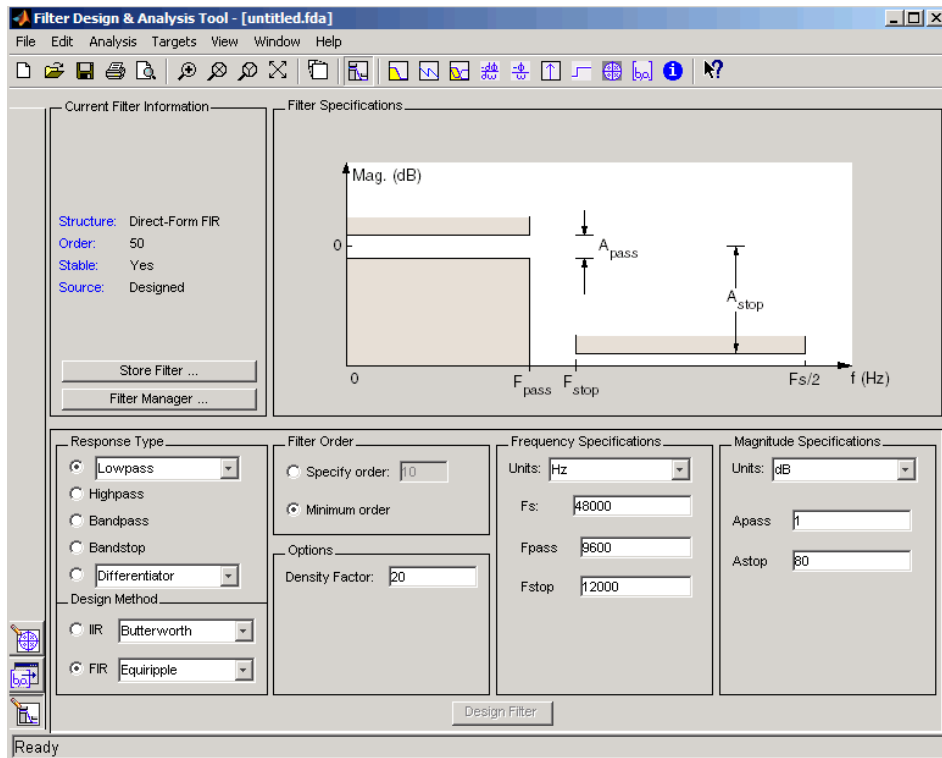 Filter Design & Analysis Tool - [untitled.fda]
File Edit Analysis Targets View Window Help
Current Filter Information
Structure: Direct-Form FIR
Order: 50
Stable: Yes
Source: Designed
Store Filter ...
Filter Manager ...
Filter Specifications
Mag. (dB)
0
Apass
Astop
0
Fpass
Fstop
Fs/2
f (Hz)
Response Type
Lowpass
Highpass
Bandpass
Bandstop
Differentiator
Design Method
IIR Butterworth
FIR Equiripple
Filter Order
Specify order: 10
Minimum order
Options
Density Factor: 20
Frequency Specifications
Units: Hz
Fs: 48000
Fpass 9600
Fstop 12000
Magnitude Specifications
Units: dB
Apass 1
Astop 80
Design Filter
Ready